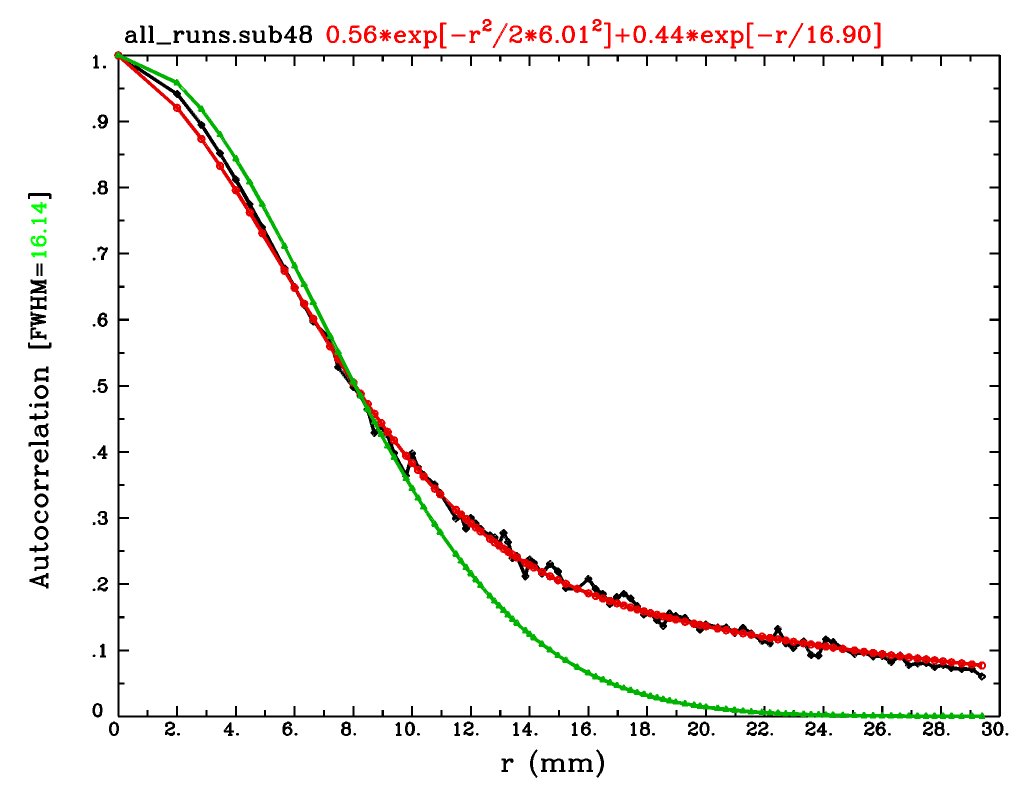 all_runs.sub48 0.56*exp[-r²/2*6.01²]+0.44*exp[-r/16.90]
Autocorrelation [FWHM=16.14]
1.
.9
.8
.7
.6
.5
.4
.3
.2
.1
0
0. 2. 4. 6. 8. 10. 12. 14. 16. 18. 20. 22. 24. 26. 28. 30.
r (mm)